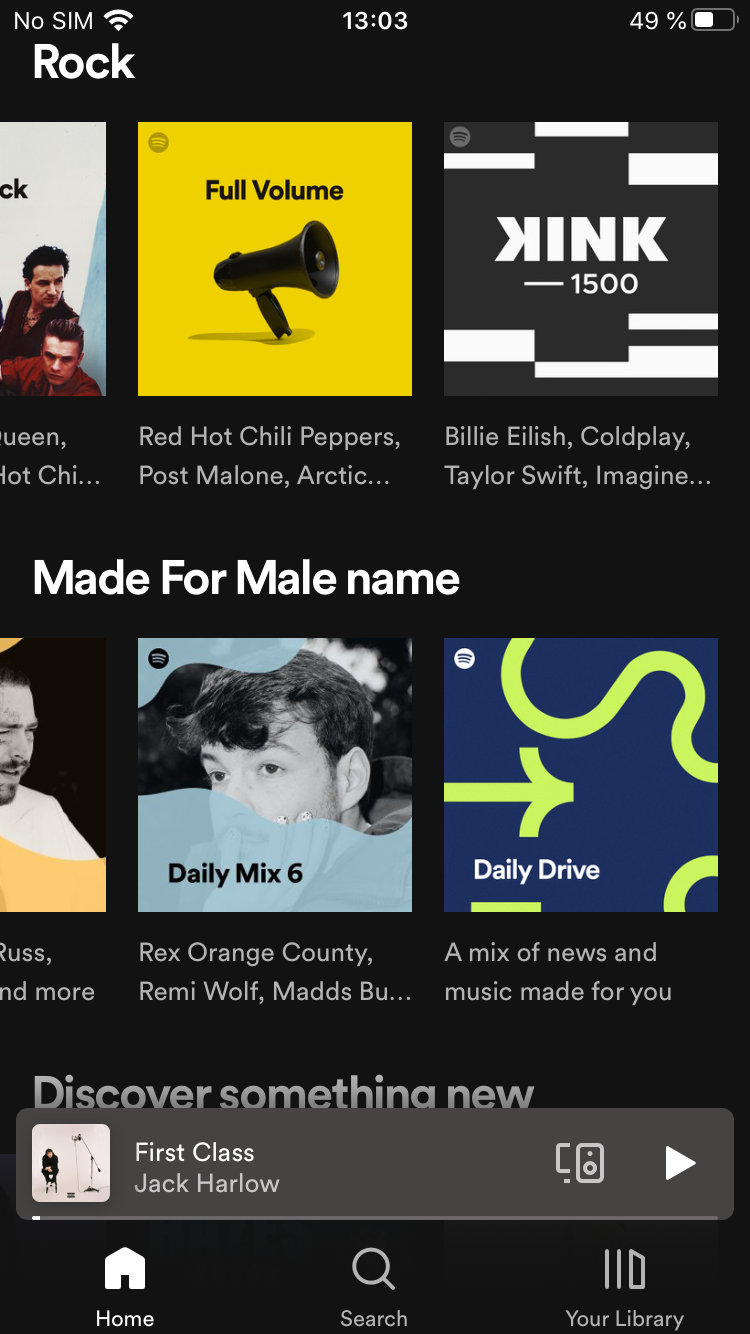 No SIM 13:03 49 %
Rock
ck
Full Volume
KINK
1500
Queen,
Hot Chi...
Red Hot Chili Peppers,
Post Malone, Arctic...
Billie Eilish, Coldplay,
Taylor Swift, Imagine...
Made For Male name
Daily Mix 6
Daily Drive
Russ,
nd more
Rex Orange County,
Remi Wolf, Madds Bu...
A mix of news and
music made for you
Discover something new
First Class
Jack Harlow
Home
Search
Your Library